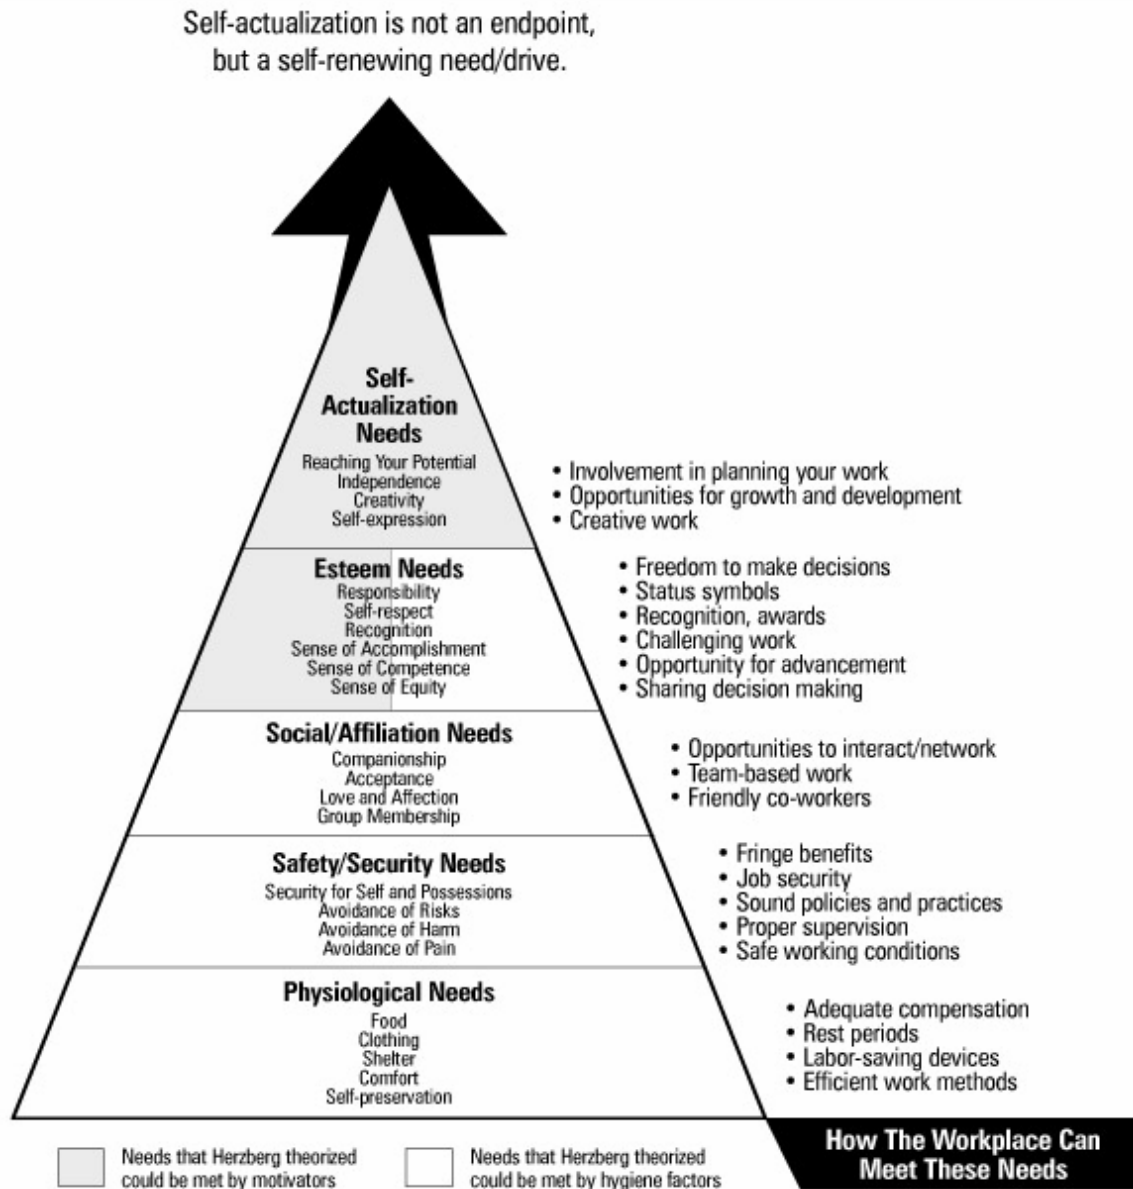 Self-actualization is not an endpoint,
but a self-renewing need/drive.
Self-
Actualization
Needs
Reaching Your Potential
Independence
Creativity
Self-expression
• Involvement in planning your work
• Opportunities for growth and development
• Creative work
Esteem Needs
Responsibility
Self-respect
Recognition
Sense of Accomplishment
Sense of Competence
Sense of Equity
• Freedom to make decisions
• Status symbols
• Recognition, awards
• Challenging work
• Opportunity for advancement
• Sharing decision making
Social/Affiliation Needs
Companionship
Acceptance
Love and Affection
Group Membership
• Opportunities to interact/network
• Team-based work
• Friendly co-workers
Safety/Security Needs
Security for Self and Possessions
Avoidance of Risks
Avoidance of Harm
Avoidance of Pain
• Fringe benefits
• Job security
• Sound policies and practices
• Proper supervision
• Safe working conditions
Physiological Needs
Food
Clothing
Shelter
Comfort
Self-preservation
• Adequate compensation
• Rest periods
• Labor-saving devices
• Efficient work methods
Needs that Herzberg theorized
could be met by motivators
Needs that Herzberg theorized
could be met by hygiene factors
How The Workplace Can
Meet These Needs